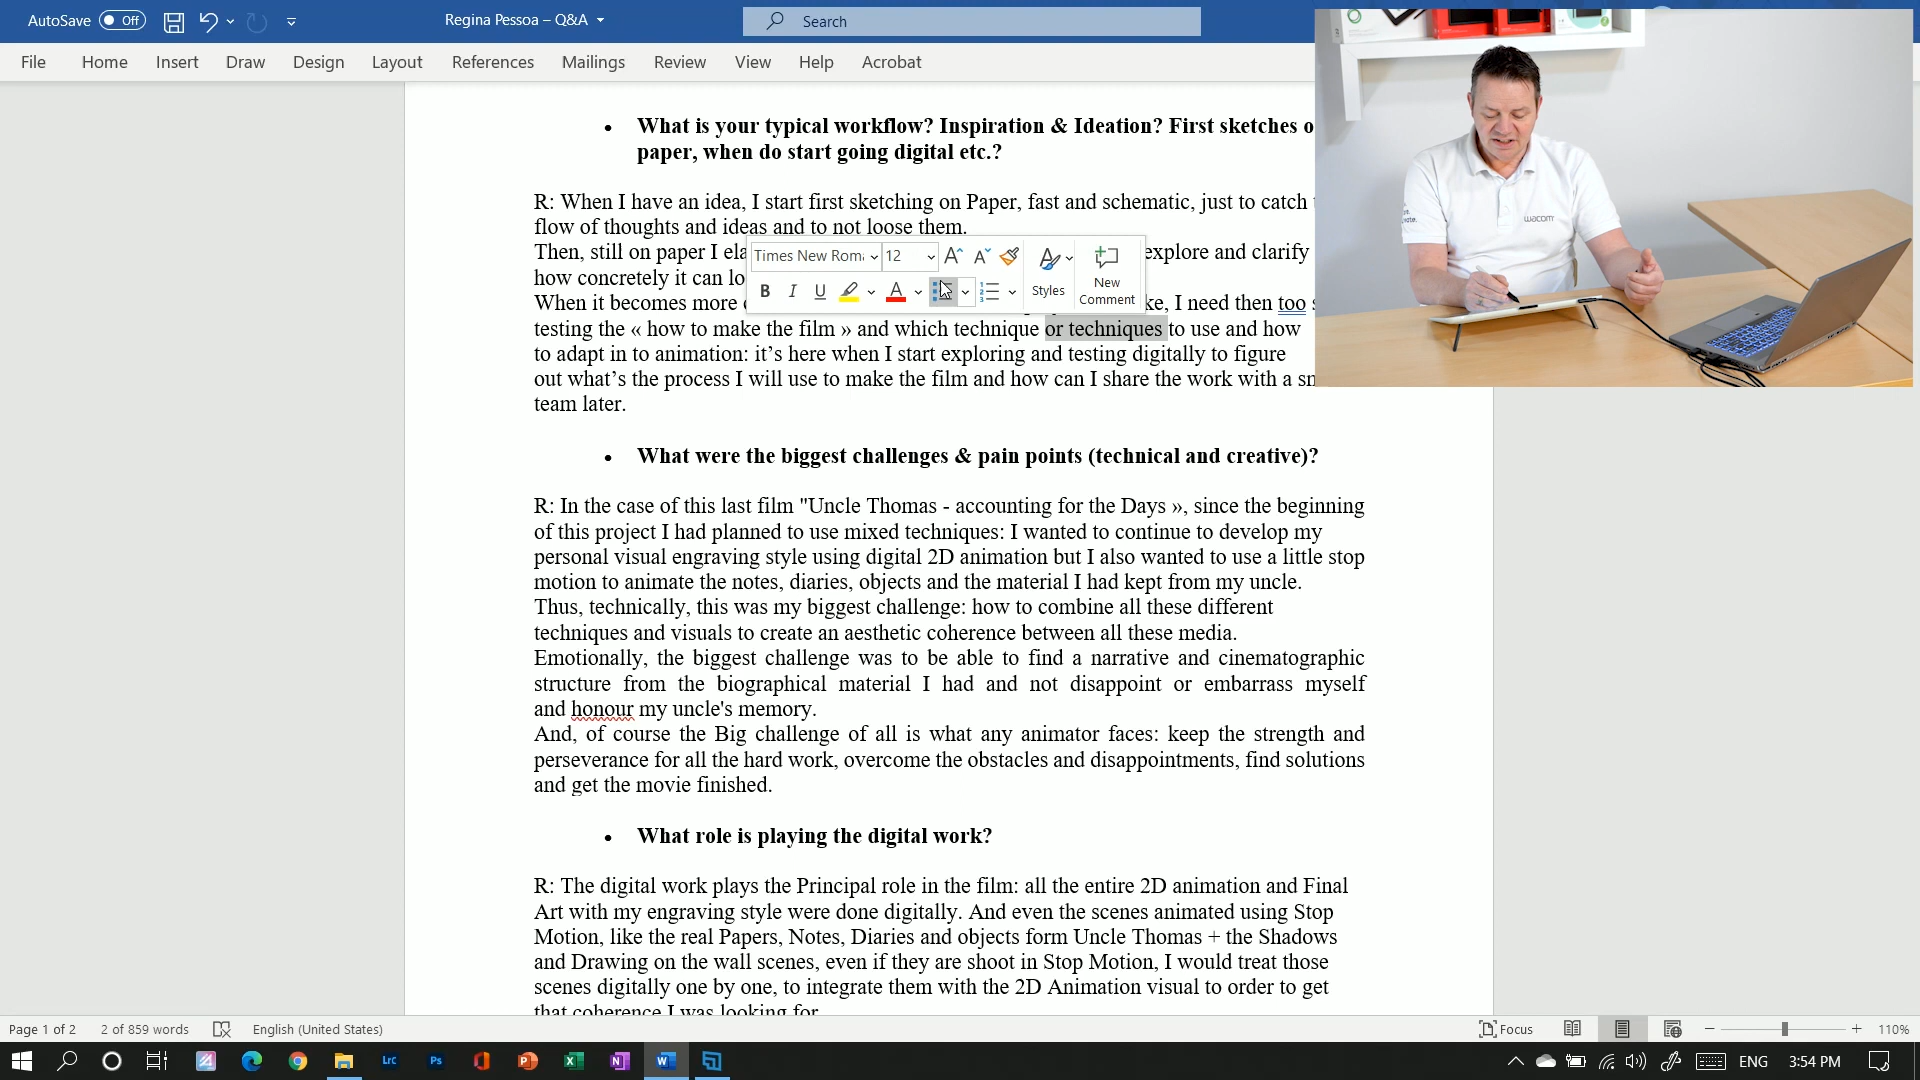 AutoSave Off Regina Pessoa – Q&A Search
File Home Insert Draw Design Layout References Mailings Review View Help Acrobat
• What is your typical workflow? Inspiration & Ideation? First sketches o
paper, when do start going digital etc.?
R: When I have an idea, I start first sketching on Paper, fast and schematic, just to catch
flow of thoughts and ideas and to not loose them.
Then, still on paper I ela explore and clarify
how concretely it can lo
When it becomes more ke, I need then too s
testing the « how to make the film » and which technique or techniques to use and how
to adapt in to animation: it’s here when I start exploring and testing digitally to figure
out what’s the process I will use to make the film and how can I share the work with a sm
team later.
Times New Roma 12
B I U A Styles New
Comment
• What were the biggest challenges & pain points (technical and creative)?
R: In the case of this last film "Uncle Thomas - accounting for the Days », since the beginning
of this project I had planned to use mixed techniques: I wanted to continue to develop my
personal visual engraving style using digital 2D animation but I also wanted to use a little stop
motion to animate the notes, diaries, objects and the material I had kept from my uncle.
Thus, technically, this was my biggest challenge: how to combine all these different
techniques and visuals to create an aesthetic coherence between all these media.
Emotionally, the biggest challenge was to be able to find a narrative and cinematographic
structure from the biographical material I had and not disappoint or embarrass myself
and honour my uncle's memory.
And, of course the Big challenge of all is what any animator faces: keep the strength and
perseverance for all the hard work, overcome the obstacles and disappointments, find solutions
and get the movie finished.
• What role is playing the digital work?
R: The digital work plays the Principal role in the film: all the entire 2D animation and Final
Art with my engraving style were done digitally. And even the scenes animated using Stop
Motion, like the real Papers, Notes, Diaries and objects form Uncle Thomas + the Shadows
and Drawing on the wall scenes, even if they are shoot in Stop Motion, I would treat those
scenes digitally one by one, to integrate them with the 2D Animation visual to order to get
that coherence I was looking for
wacom
Page 1 of 2 2 of 859 words English (United States) Focus 110%
Lrc Ps ENG 3:54 PM